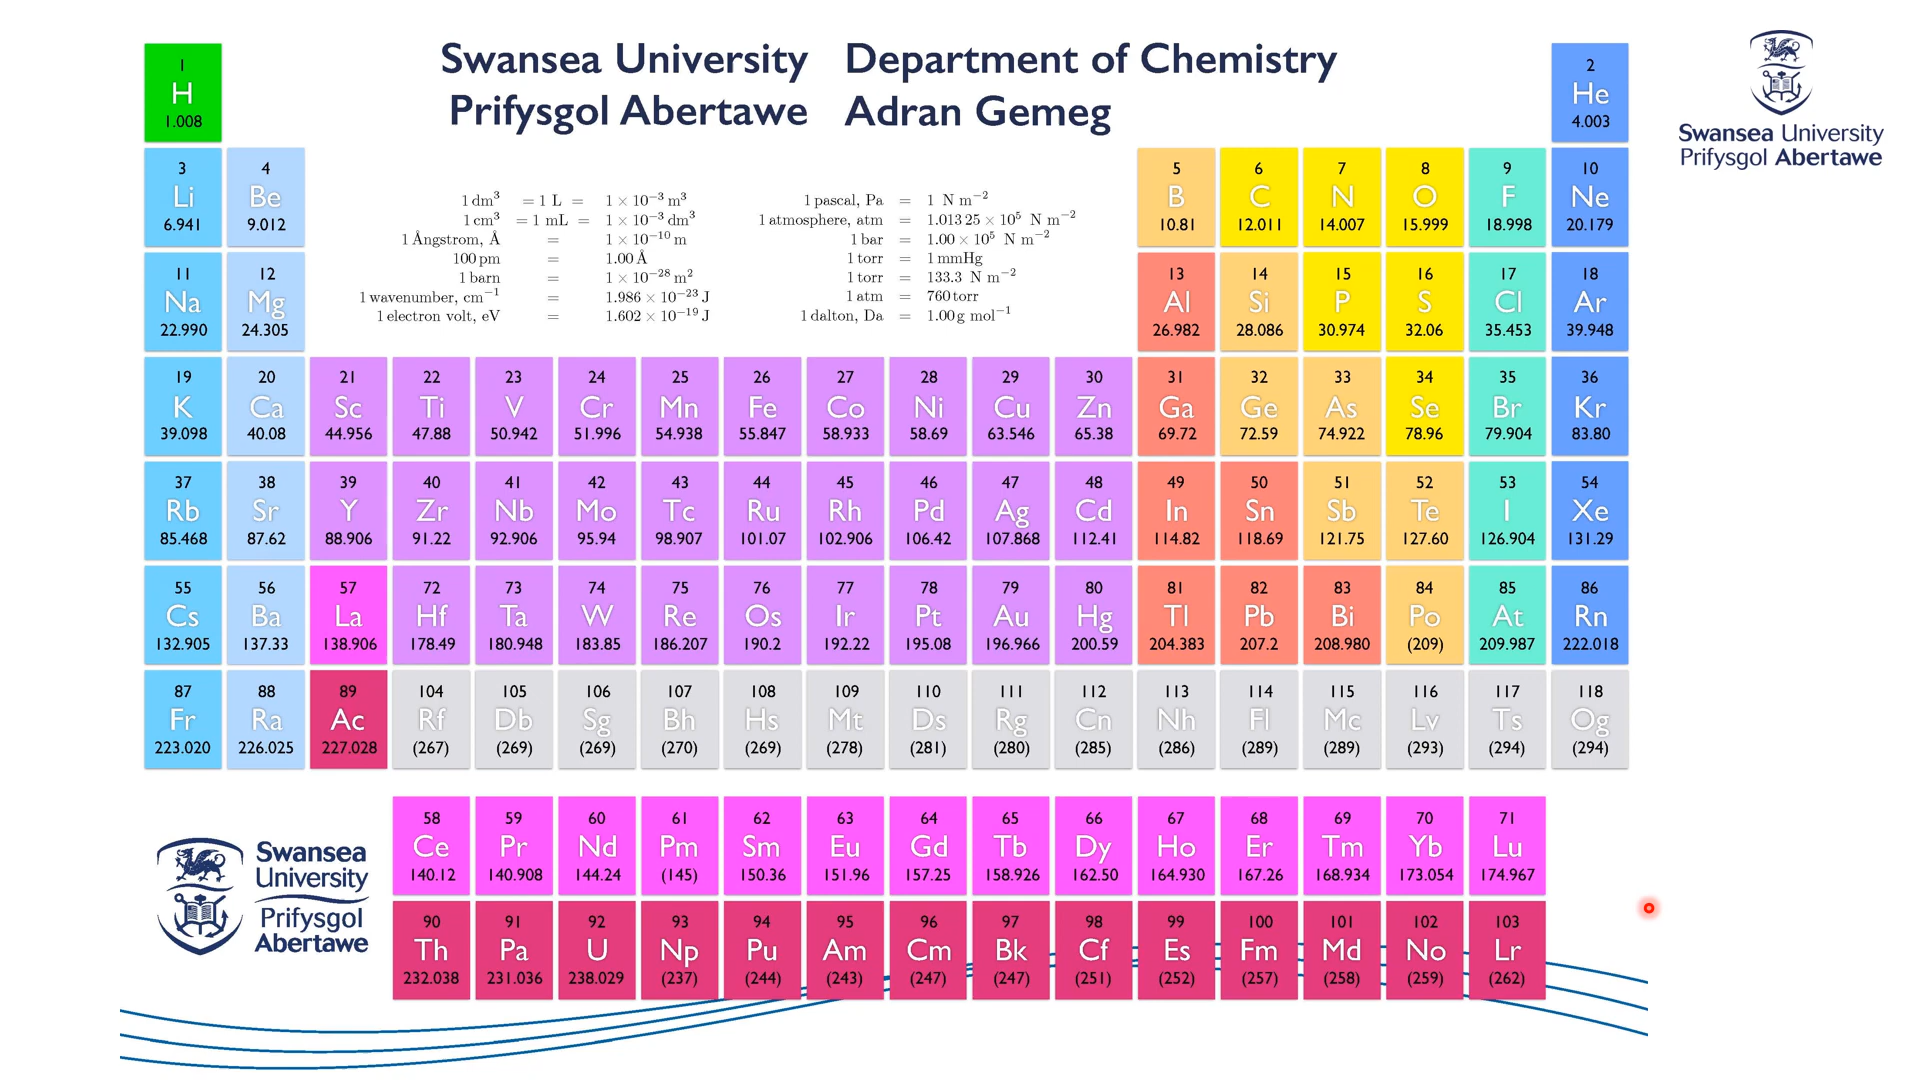 Swansea University Department of Chemistry
Prifysgol Abertawe Adran Gemeg
Swansea University
Prifysgol Abertawe
1 dm³ = 1 L = 1 × 10⁻³ m³
1 cm³ = 1 mL = 1 × 10⁻³ dm³
1 Ångstrom, Å = 1 × 10⁻¹⁰ m
100 pm = 1.00 Å
1 barn = 1 × 10⁻²⁸ m²
1 wavenumber, cm⁻¹ = 1.986 × 10⁻²³ J
1 electron volt, eV = 1.602 × 10⁻¹⁹ J
1 pascal, Pa = 1 N m⁻²
1 atmosphere, atm = 1.013 25 × 10⁵ N m⁻²
1 bar = 1.00 × 10⁵ N m⁻²
1 torr = 1 mmHg
1 torr = 133.3 N m⁻²
1 atm = 760 torr
1 dalton, Da = 1.00 g mol⁻¹
1 2
H He
1.008 4.003
3 4 5 6 7 8 9 10
Li Be B C N O F Ne
6.941 9.012 10.81 12.011 14.007 15.999 18.998 20.179
11 12 13 14 15 16 17 18
Na Mg Al Si P S Cl Ar
22.990 24.305 26.982 28.086 30.974 32.06 35.453 39.948
19 20 21 22 23 24 25 26 27 28 29 30 31 32 33 34 35 36
K Ca Sc Ti V Cr Mn Fe Co Ni Cu Zn Ga Ge As Se Br Kr
39.098 40.08 44.956 47.88 50.942 51.996 54.938 55.847 58.933 58.69 63.546 65.38 69.72 72.59 74.922 78.96 79.904 83.80
37 38 39 40 41 42 43 44 45 46 47 48 49 50 51 52 53 54
Rb Sr Y Zr Nb Mo Tc Ru Rh Pd Ag Cd In Sn Sb Te I Xe
85.468 87.62 88.906 91.22 92.906 95.94 98.907 101.07 102.906 106.42 107.868 112.41 114.82 118.69 121.75 127.60 126.904 131.29
55 56 57 72 73 74 75 76 77 78 79 80 81 82 83 84 85 86
Cs Ba La Hf Ta W Re Os Ir Pt Au Hg Tl Pb Bi Po At Rn
132.905 137.33 138.906 178.49 180.948 183.85 186.207 190.2 192.22 195.08 196.966 200.59 204.383 207.2 208.980 (209) 209.987 222.018
87 88 89 104 105 106 107 108 109 110 111 112 113 114 115 116 117 118
Fr Ra Ac Rf Db Sg Bh Hs Mt Ds Rg Cn Nh Fl Mc Lv Ts Og
223.020 226.025 227.028 (267) (269) (269) (270) (269) (278) (281) (280) (285) (286) (289) (289) (293) (294) (294)
58 59 60 61 62 63 64 65 66 67 68 69 70 71
Ce Pr Nd Pm Sm Eu Gd Tb Dy Ho Er Tm Yb Lu
140.12 140.908 144.24 (145) 150.36 151.96 157.25 158.926 162.50 164.930 167.26 168.934 173.054 174.967
90 91 92 93 94 95 96 97 98 99 100 101 102 103
Th Pa U Np Pu Am Cm Bk Cf Es Fm Md No Lr
232.038 231.036 238.029 (237) (244) (243) (247) (247) (251) (252) (257) (258) (259) (262)
Swansea
University
Prifysgol
Abertawe